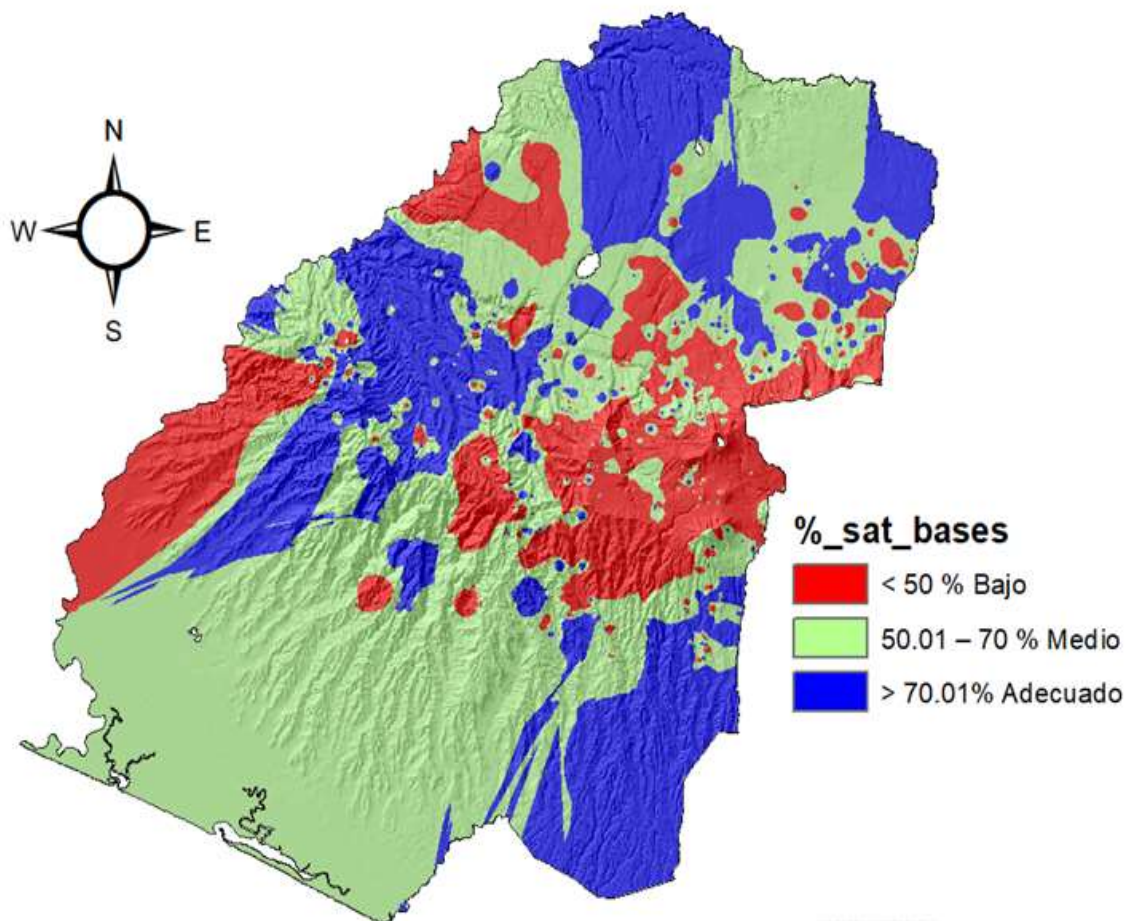 N
W E
S
%_sat_bases
< 50 % Bajo
50.01 – 70 % Medio
> 70.01% Adecuado